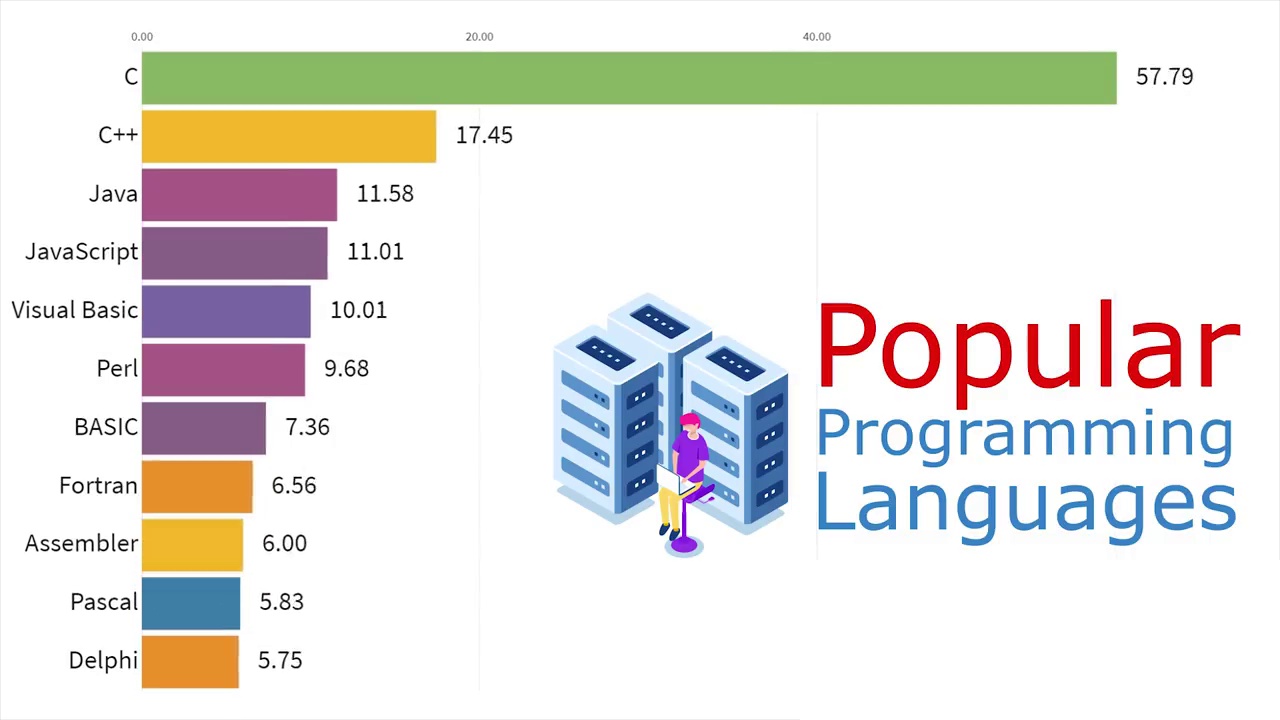 0.00 20.00 40.00
C 57.79
C++ 17.45
Java 11.58
JavaScript 11.01
Visual Basic 10.01
Perl 9.68
BASIC 7.36
Fortran 6.56
Assembler 6.00
Pascal 5.83
Delphi 5.75
Popular
Programming
Languages